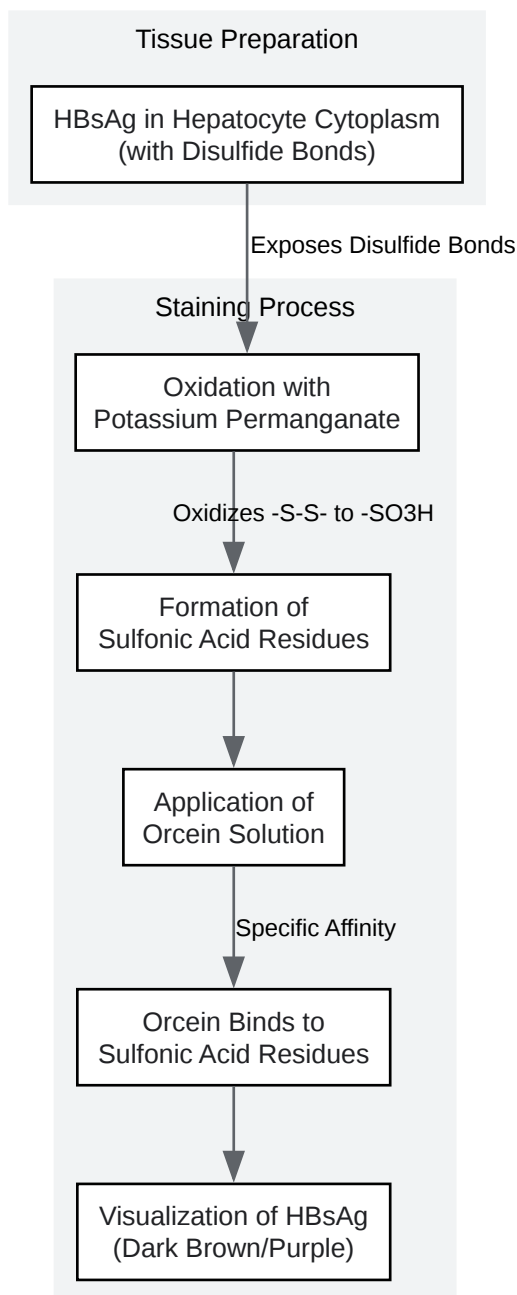 Tissue Preparation
HBsAg in Hepatocyte Cytoplasm
(with Disulfide Bonds)
Exposes Disulfide Bonds
Staining Process
Oxidation with
Potassium Permanganate
Oxidizes -S-S- to -SO3H
Formation of
Sulfonic Acid Residues
Application of
Orcein Solution
Specific Affinity
Orcein Binds to
Sulfonic Acid Residues
Visualization of HBsAg
(Dark Brown/Purple)